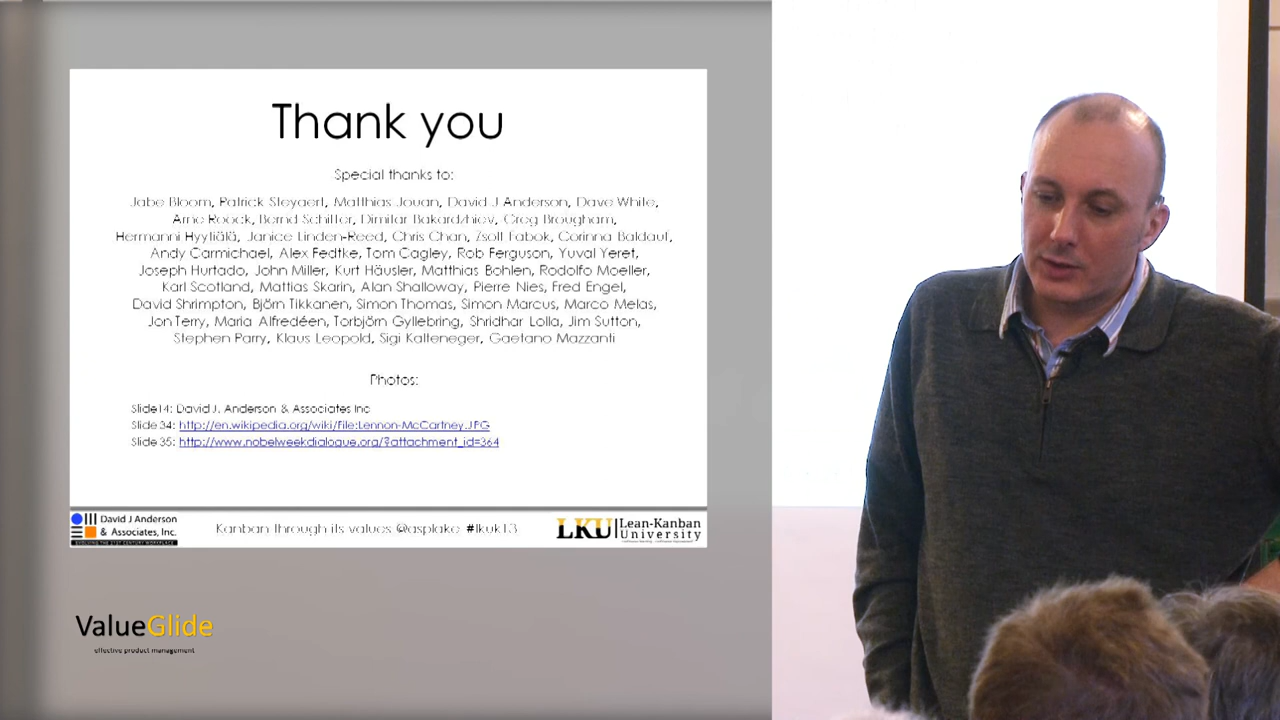 Thank you
Special thanks to:
Jabe Bloom, Patrick Steyaert, Matthias Jouan, David J Anderson, Dave White,
Arne Roock, Bernd Schiffer, Dimitar Bakardzhiev, Greg Brougham,
Hermanni Hyytiälä, Janice Linden-Reed, Chris Chan, Zsolt Fabok, Corinna Baldauf,
Andy Carmichael, Alex Fedtke, Tom Cagley, Rob Ferguson, Yuval Yeret,
Joseph Hurtado, John Miller, Kurt Häusler, Matthias Bohlen, Rodolfo Moeller,
Karl Scotland, Mattias Skarin, Alan Shalloway, Pierre Nies, Fred Engel,
David Shrimpton, Björn Tikkanen, Simon Thomas, Simon Marcus, Marco Melas,
Jon Terry, Maria Alfredéen, Torbjörn Gyllebring, Shridhar Lolla, Jim Sutton,
Stephen Parry, Klaus Leopold, Sigi Kalteneger, Gaetano Mazzanti
Photos:
Slide14: David J. Anderson & Associates Inc
Slide 34: http://en.wikipedia.org/wiki/File:Lennon-McCartney.JPG
Slide 35: http://www.nobelweekdialogue.org/?attachment_id=364
David J Anderson
& Associates, Inc.
EVOLVING THE 21ST CENTURY WORKPLACE
Kanban through its values @asplake #lkuk13
LKU Lean-Kanban
University
ValueGlide
effective product management